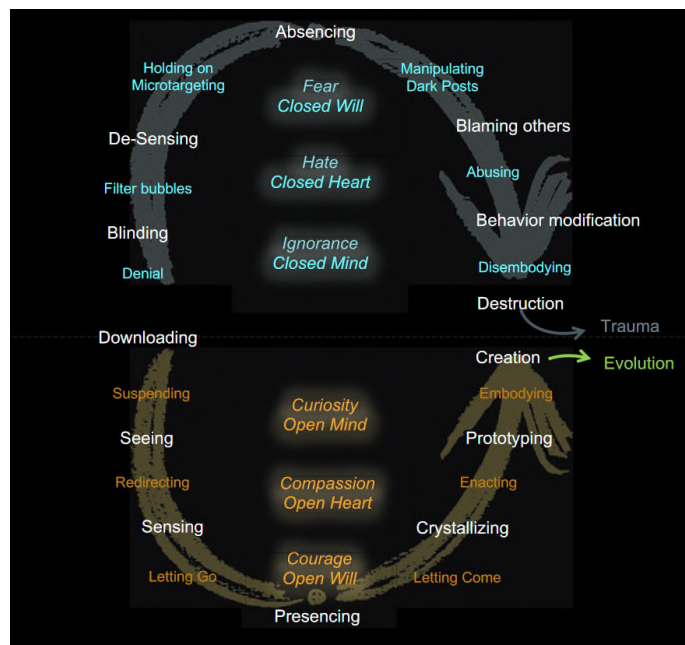 Absencing
Holding on
Microtargeting
Fear
Closed Will
Manipulating
Dark Posts
De-Sensing
Blaming others
Hate
Closed Heart
Abusing
Filter bubbles
Blinding
Behavior modification
Ignorance
Closed Mind
Denial
Disembodying
Destruction
Trauma
Downloading
Creation
Evolution
Suspending
Curiosity
Open Mind
Embodying
Seeing
Prototyping
Redirecting
Compassion
Open Heart
Enacting
Sensing
Crystallizing
Letting Go
Courage
Open Will
Letting Come
Presencing